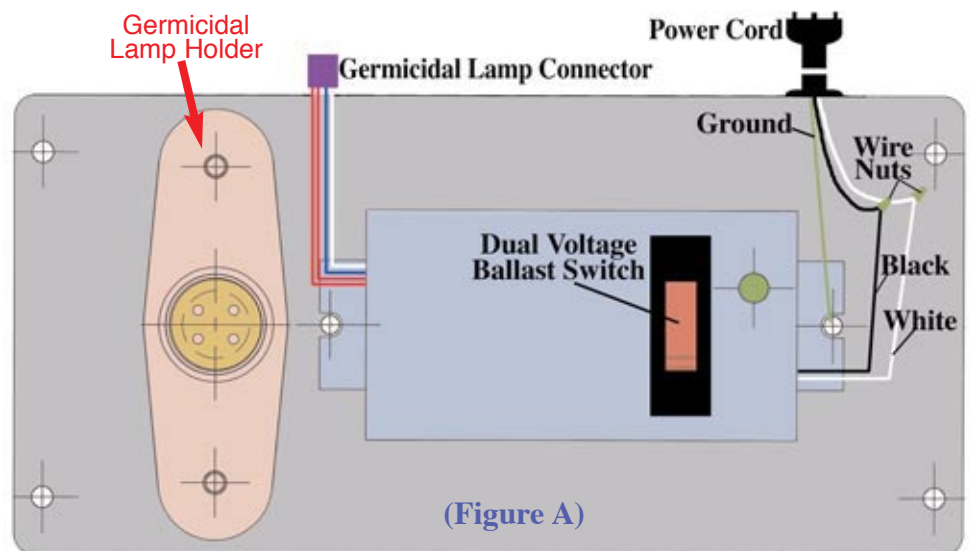 Germicidal
Lamp Holder
Power Cord
Germicidal Lamp Connector
Ground
Wire
Nuts
Dual Voltage
Ballast Switch
Black
White
(Figure A)